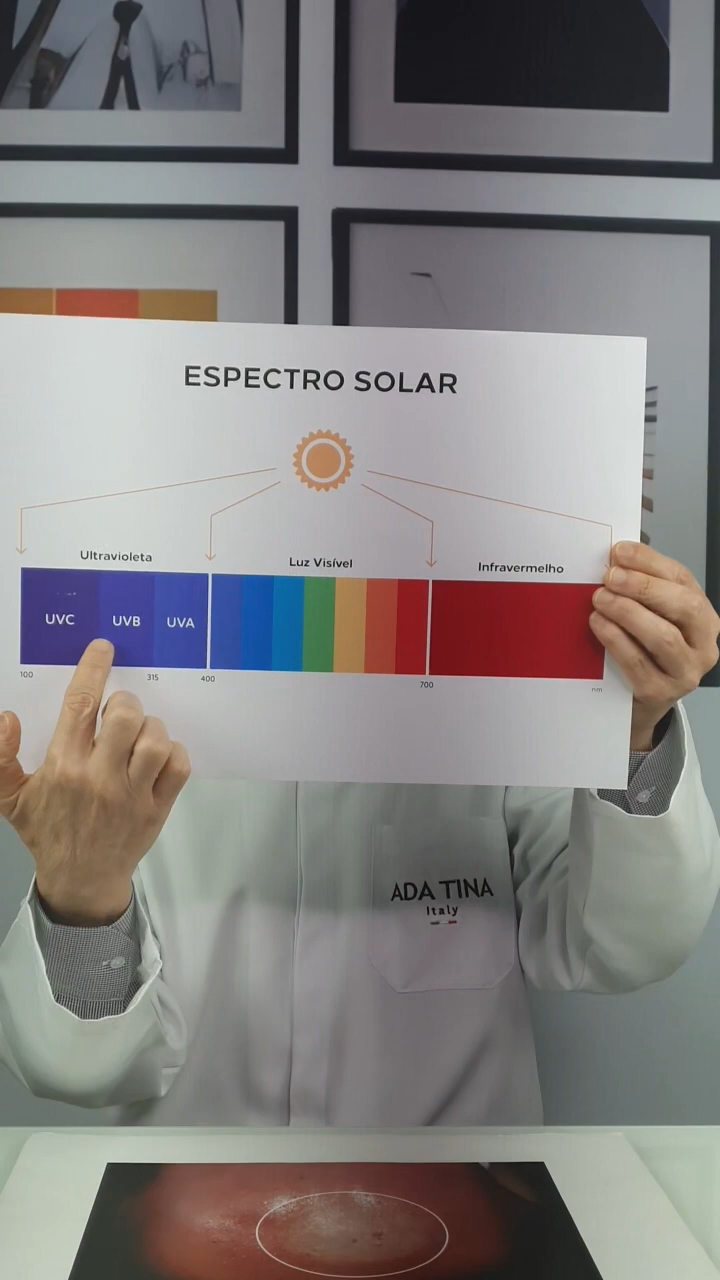 ESPECTRO SOLAR
Ultravioleta
Luz Visível
Infravermelho
UVC
UVB
UVA
100
315
400
700
nm
ADA TINA
Italy